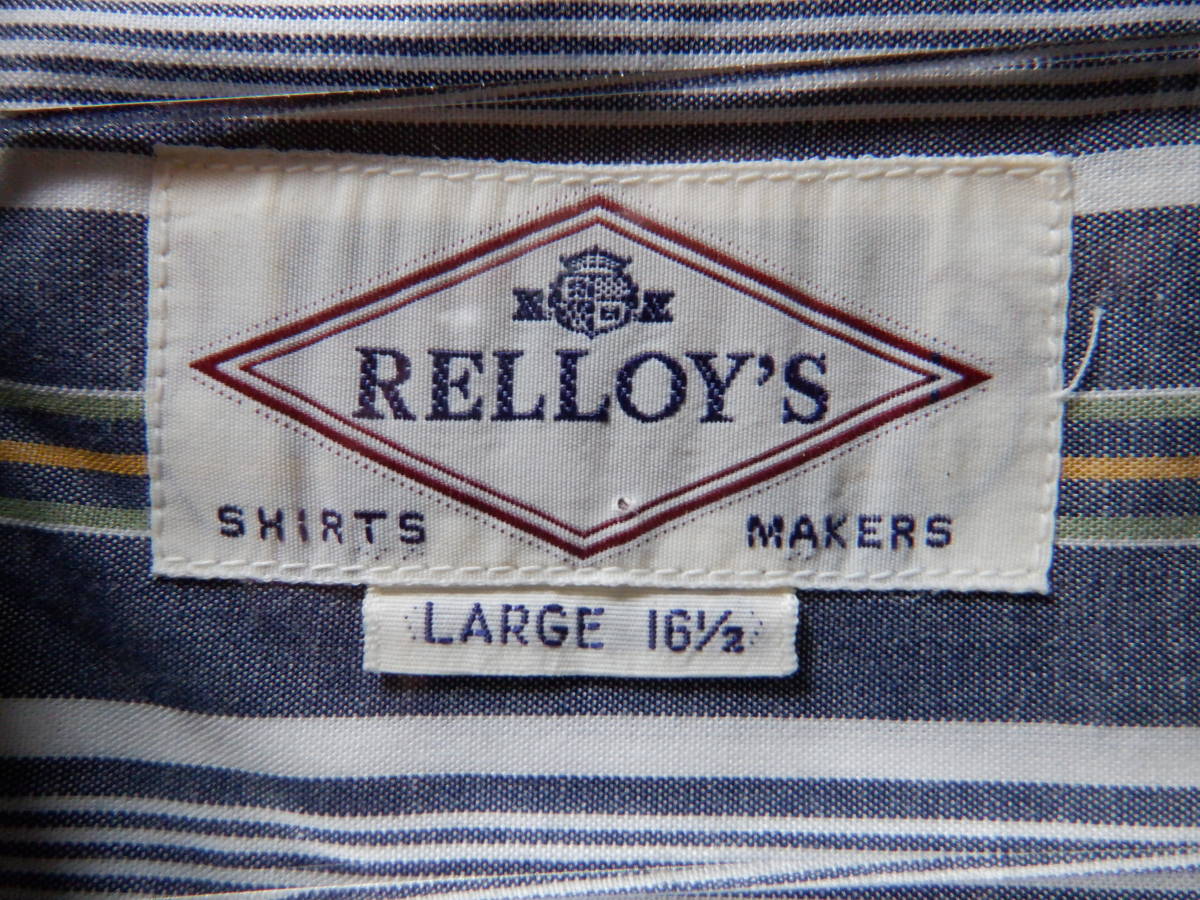 RELLOY'S
SHIRTS MAKERS
LARGE 16½